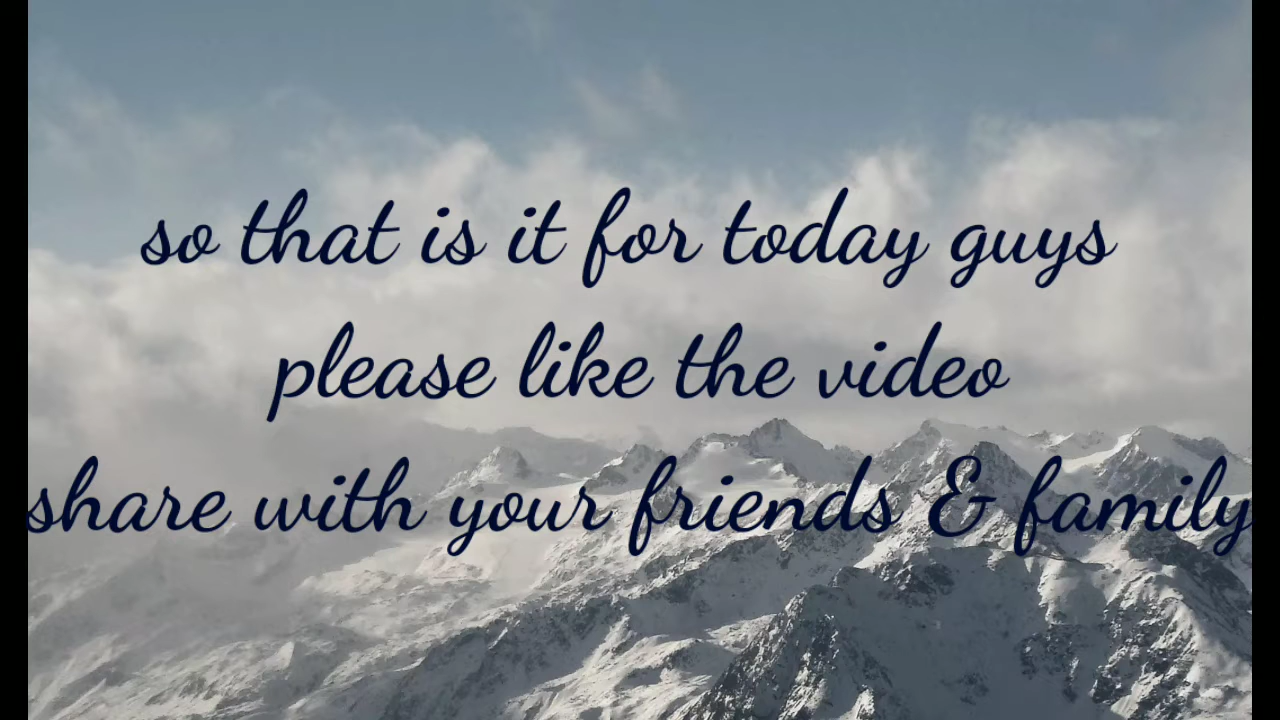 so that is it for today guys
please like the video
share with your friends & family